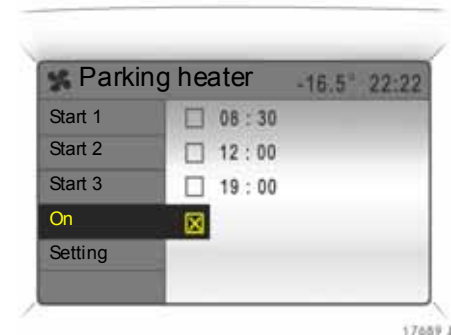 Parking heater -16.5° 22:22
Start 1 08 : 30
Start 2 12 : 00
Start 3 19 : 00
On
Setting